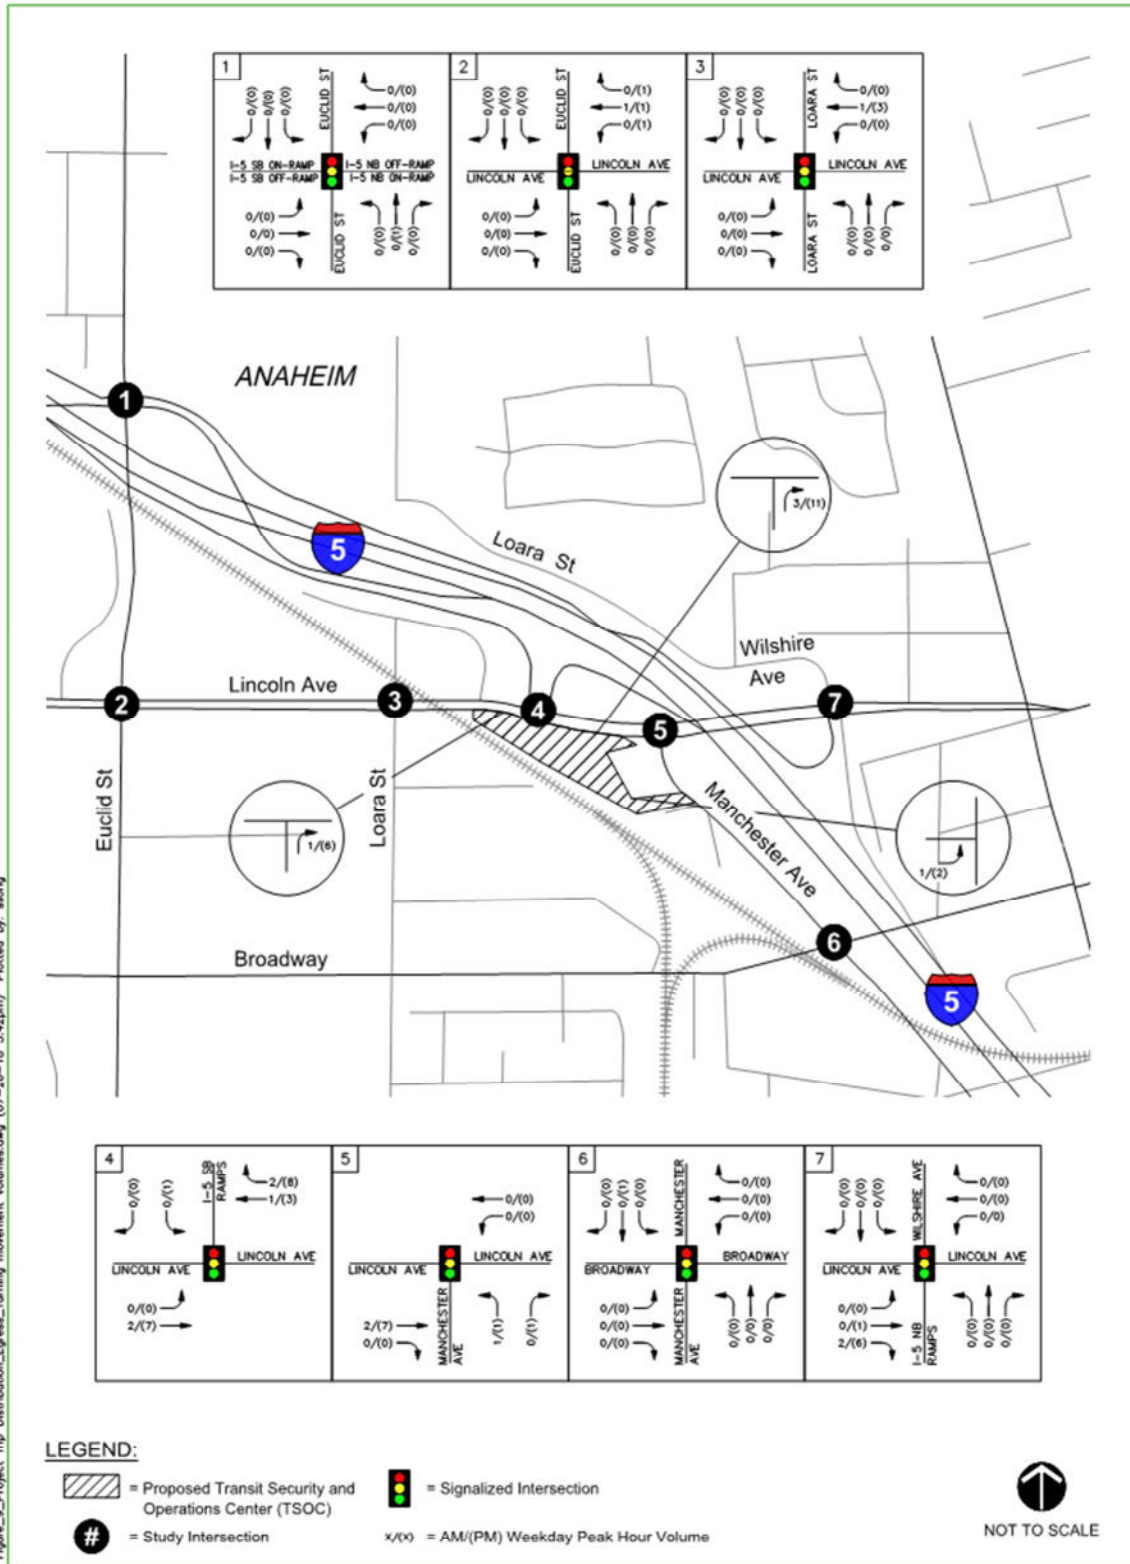 1
EUCLID ST
0/(0) 0/(0) 0/(0)
0/(0)
0/(0)
0/(0)
I-5 SB ON-RAMP I-5 NB OFF-RAMP
I-5 SB OFF-RAMP I-5 NB ON-RAMP
0/(0)
0/0)
0/(0)
EUCLID ST
0/(0) 0/(1) 0/(0)
2
EUCLID ST
0/(0) 0/(0) 0/(0)
0/(1)
1/(1)
0/(1)
LINCOLN AVE
LINCOLN AVE
0/(0)
0/(0)
0/(0)
EUCLID ST
0/(0) 0/(0) 0/(0)
3
LOARA ST
0/(0) 0/(0) 0/(0)
0/(0)
1/(3)
0/(0)
LINCOLN AVE
LINCOLN AVE
0/(0)
0/(0)
0/(0)
LOARA ST
0/(0) 0/(0) 0/0)
ANAHEIM
1
5
Loara St
3/(11)
Wilshire
Ave
Lincoln Ave
2
3
4
5
7
Euclid St
Loara St
Manchester Ave
1/(6)
1/(2)
6
Broadway
5
4
I-5 SB
RAMPS
0/(0) 0/(1)
2/(8)
1/(3)
LINCOLN AVE
LINCOLN AVE
0/(0)
2/(7)
5
0/(0)
0/(0)
LINCOLN AVE
LINCOLN AVE
2/(7)
0/(0)
MANCHESTER
AVE
1/(1) 0/(1)
6
MANCHESTER
0/(0) 0/(1) 0/(0)
0/(0)
0/(0)
0/(0)
BROADWAY
BROADWAY
0/(0)
0/(0)
0/(0)
MANCHESTER
AVE
0/(0) 0/0) 0/0)
7
WILSHIRE AVE
0/(0) 0/(0) 0/(0)
0/(0)
0/(0)
0/0)
LINCOLN AVE
LINCOLN AVE
0/(0)
0/(1)
2/(6)
I-5 NB
RAMPS
0/(0) 0/(0) 0/(0)
LEGEND:
= Proposed Transit Security and
Operations Center (TSOC)
= Signalized Intersection
# = Study Intersection
x/(x) = AM/(PM) Weekday Peak Hour Volume
NOT TO SCALE